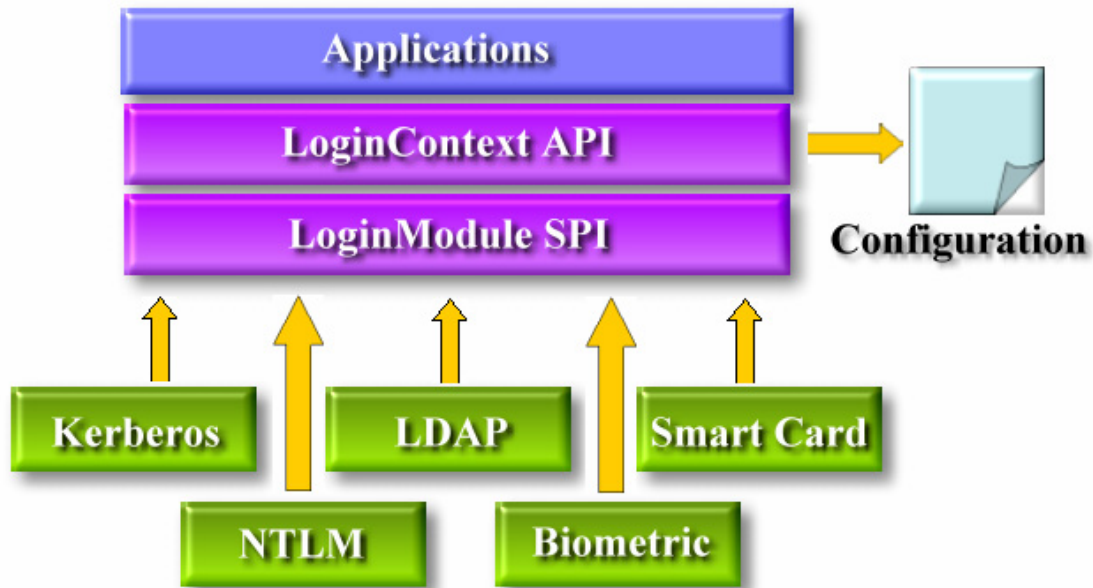 Applications
LoginContext API
LoginModule SPI
Configuration
Kerberos
LDAP
Smart Card
NTLM
Biometric